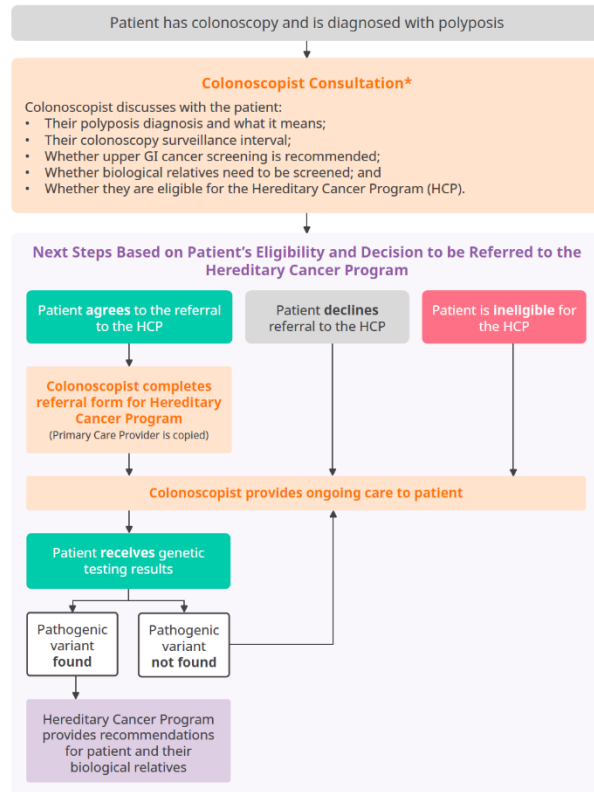 Patient has colonoscopy and is diagnosed with polyposis
Colonoscopist Consultation*
Colonoscopist discusses with the patient:
• Their polyposis diagnosis and what it means;
• Their colonoscopy surveillance interval;
• Whether upper GI cancer screening is recommended;
• Whether biological relatives need to be screened; and
• Whether they are eligible for the Hereditary Cancer Program (HCP).
Next Steps Based on Patient's Eligibility and Decision to be Referred to the
Hereditary Cancer Program
Patient agrees to the referral
to the HCP
Patient declines
referral to the HCP
Patient is ineligible for
the HCP
Colonoscopist completes
referral form for Hereditary
Cancer Program
(Primary Care Provider is copied)
Colonoscopist provides ongoing care to patient
Patient receives genetic
testing results
Pathogenic
variant
found
Pathogenic
variant
not found
Hereditary Cancer Program
provides recommendations
for patient and their
biological relatives